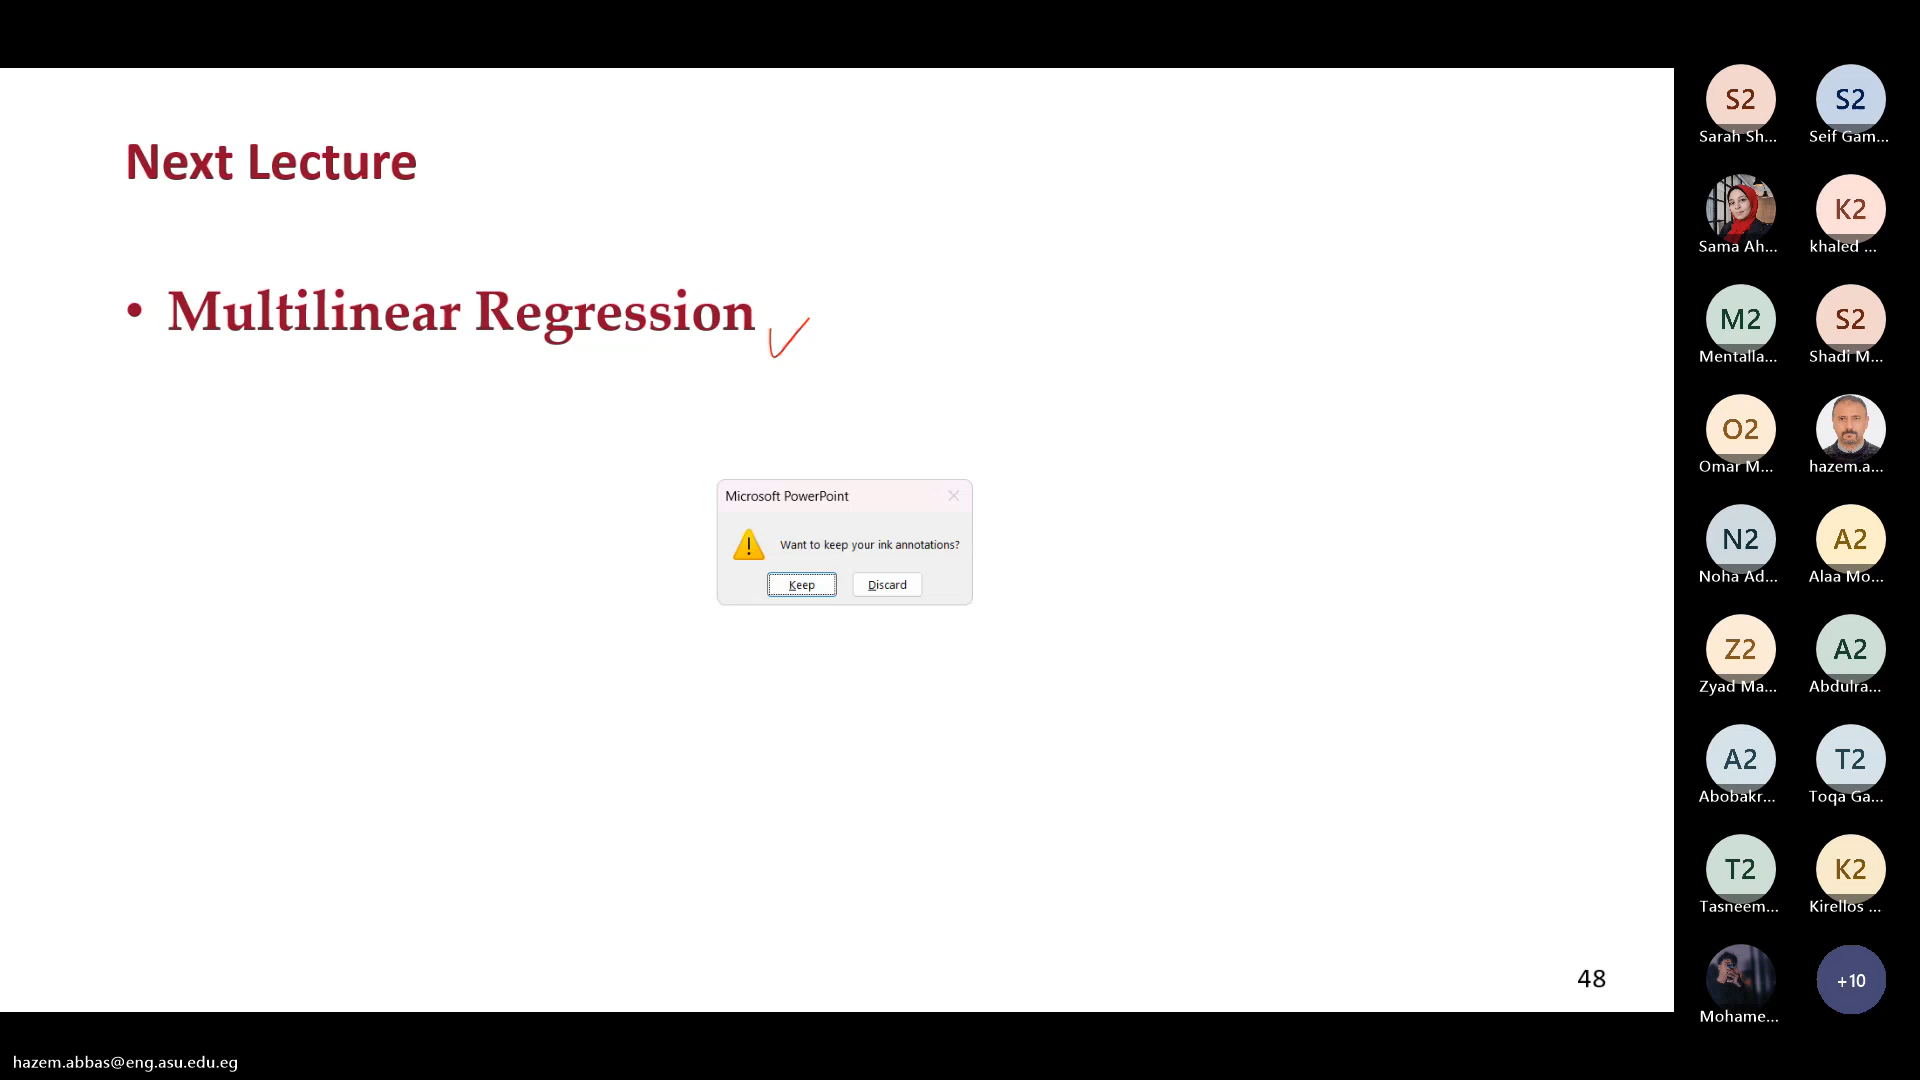 Next Lecture
• Multilinear Regression
Microsoft PowerPoint
Want to keep your ink annotations?
Keep Discard
48
hazem.abbas@eng.asu.edu.eg
S2 S2
Sarah Sh... Seif Gam...
K2
Sama Ah... khaled ...
M2 S2
Mentalla... Shadi M...
O2
Omar M... hazem.a...
N2 A2
Noha Ad... Alaa Mo...
Z2 A2
Zyad Ma... Abdulra...
A2 T2
Abobakr... Toqa Ga...
T2 K2
Tasneem... Kirellos ...
+10
Mohame...